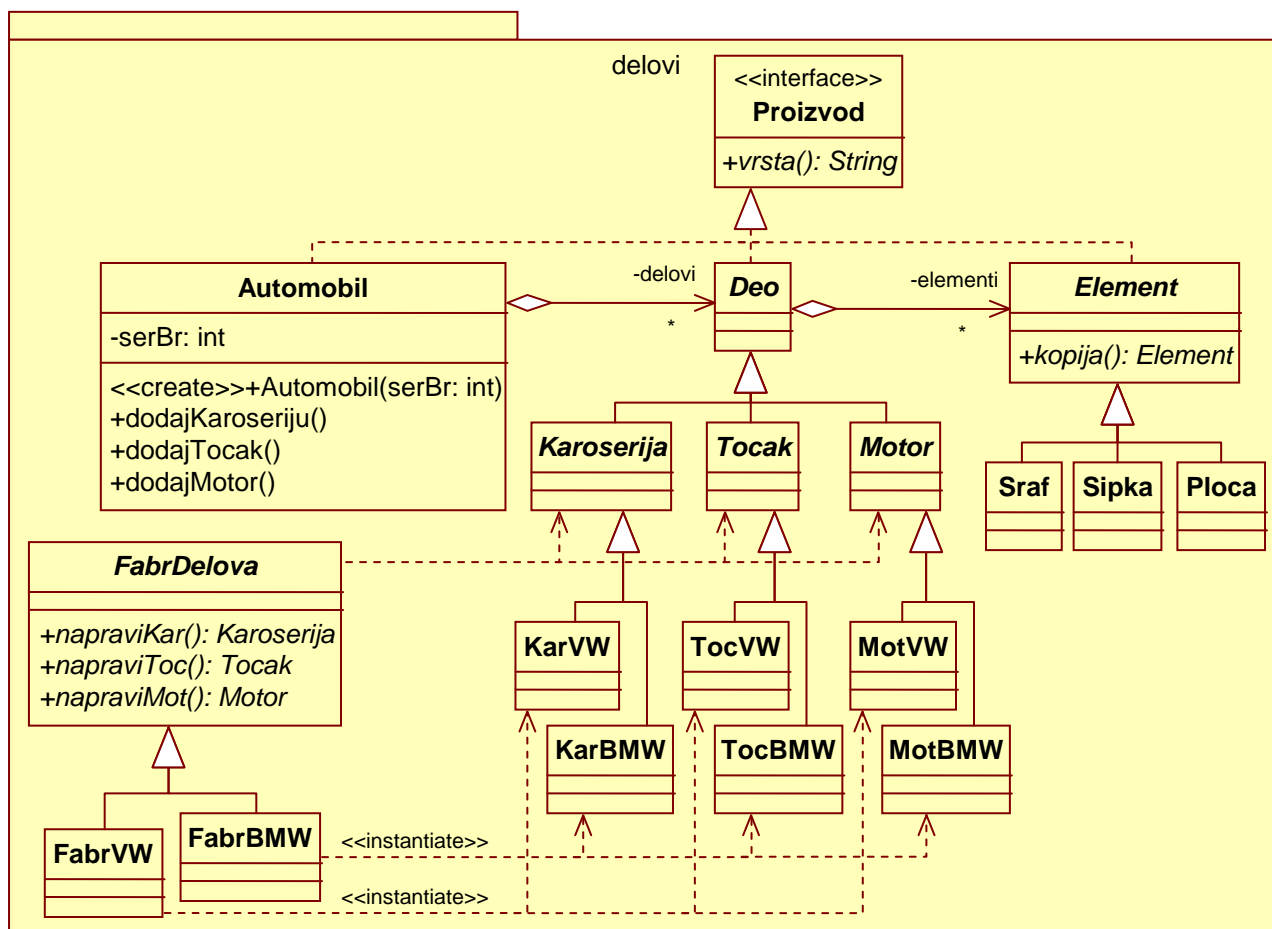 delovi
<<interface>>
Proizvod
+vrsta(): String
Automobil
-serBr: int
<<create>>+Automobil(serBr: int)
+dodajKaroseriju()
+dodajTocak()
+dodajMotor()
-delovi
*
Deo
-elementi
*
Element
+kopija(): Element
Karoserija
Tocak
Motor
Sraf
Sipka
Ploca
FabrDelova
+napraviKar(): Karoserija
+napraviToc(): Tocak
+napraviMot(): Motor
KarVW
TocVW
MotVW
KarBMW
TocBMW
MotBMW
FabrVW
FabrBMW
<<instantiate>>
<<instantiate>>